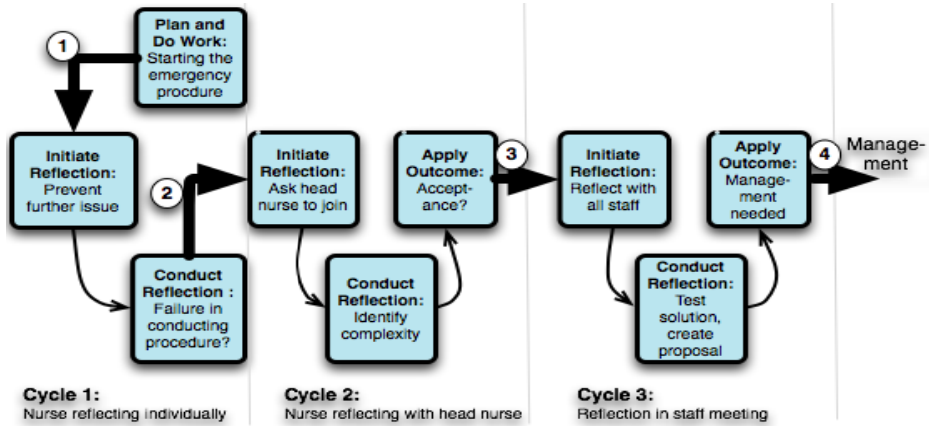 1
Plan and
Do Work:
Starting the
emergency
procdure
Initiate
Reflection:
Prevent
further issue
2
Conduct
Reflection :
Failure in
conducting
procedure?
Cycle 1:
Nurse reflecting individually
Initiate
Reflection:
Ask head
nurse to join
Conduct
Reflection:
Identify
complexity
Apply
Outcome:
Accept-
ance?
3
Cycle 2:
Nurse reflecting with head nurse
Initiate
Reflection:
Reflect with
all staff
Conduct
Reflection:
Test
solution,
create
proposal
Apply
Outcome:
Manage-
ment
needed
4
Manage-
ment
Cycle 3:
Reflection in staff meeting